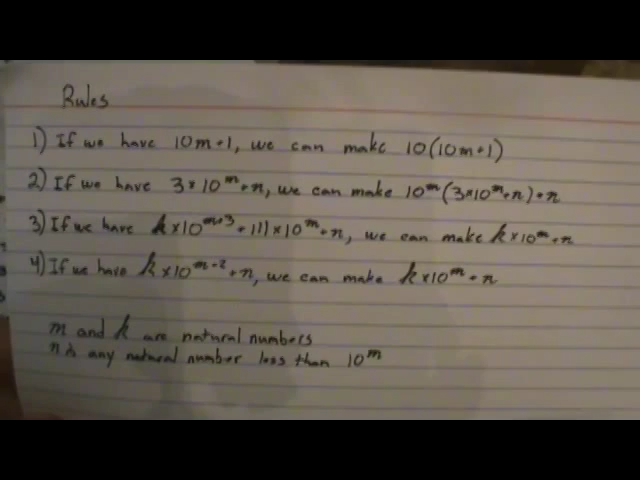 Rules
1) If we have 10m+1, we can make 10(10m+1)
2) If we have 3×10^m+n, we can make 10^m(3×10^m+n)+n
3) If we have k×10^(m+3)+111×10^m+n, we can make k×10^m+n
4) If we have k×10^(m+2)+n, we can make k×10^m+n
m and k are natural numbers
n is any natural number less than 10^m